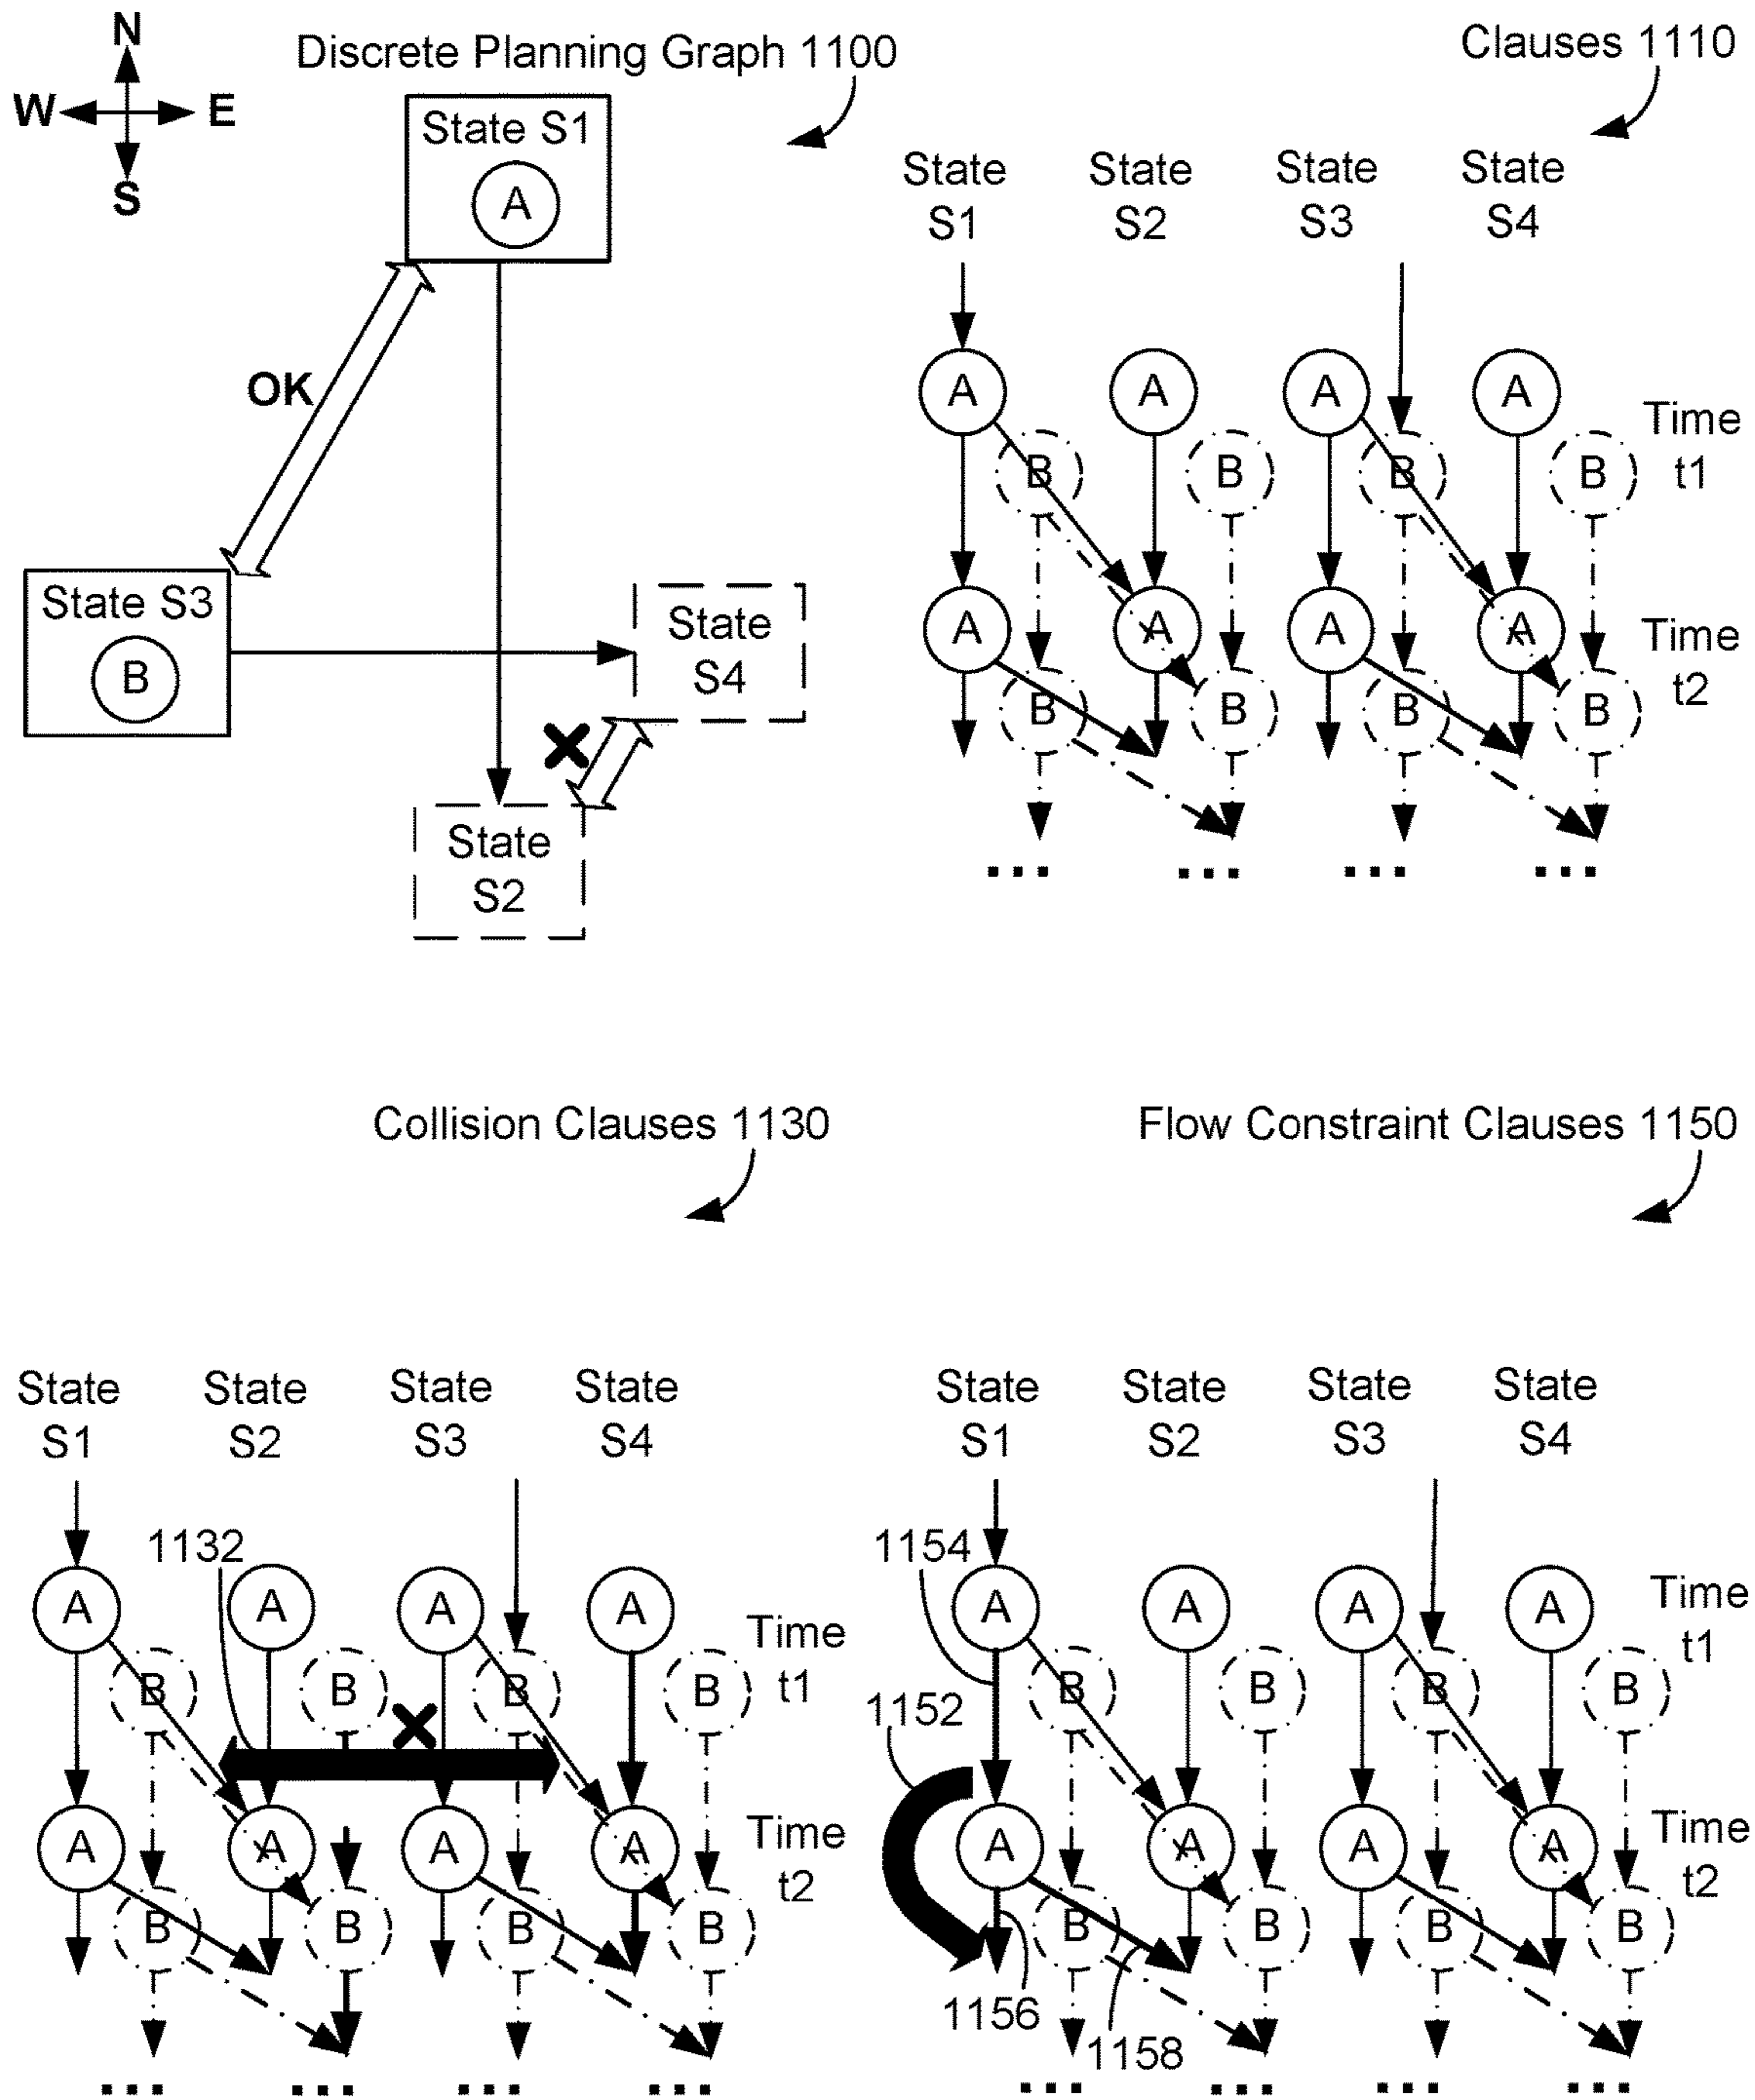 N
W E
S
Discrete Planning Graph 1100
State S1
A
OK
State S3
B
State
S4
State
S2
Clauses 1110
State State State State
S1 S2 S3 S4
A A A A
Time
t1
B B B B
A A A A
Time
t2
B B B B
... ... ... ...
Collision Clauses 1130
State State State State
S1 S2 S3 S4
1132
A A A A
Time
t1
B B B B
A A A A
Time
t2
B B B B
... ... ... ...
Flow Constraint Clauses 1150
State State State State
S1 S2 S3 S4
1154
A A A A
Time
t1
B B B B
1152
A A A A
Time
t2
B B B B
1156
1158
... ... ... ...